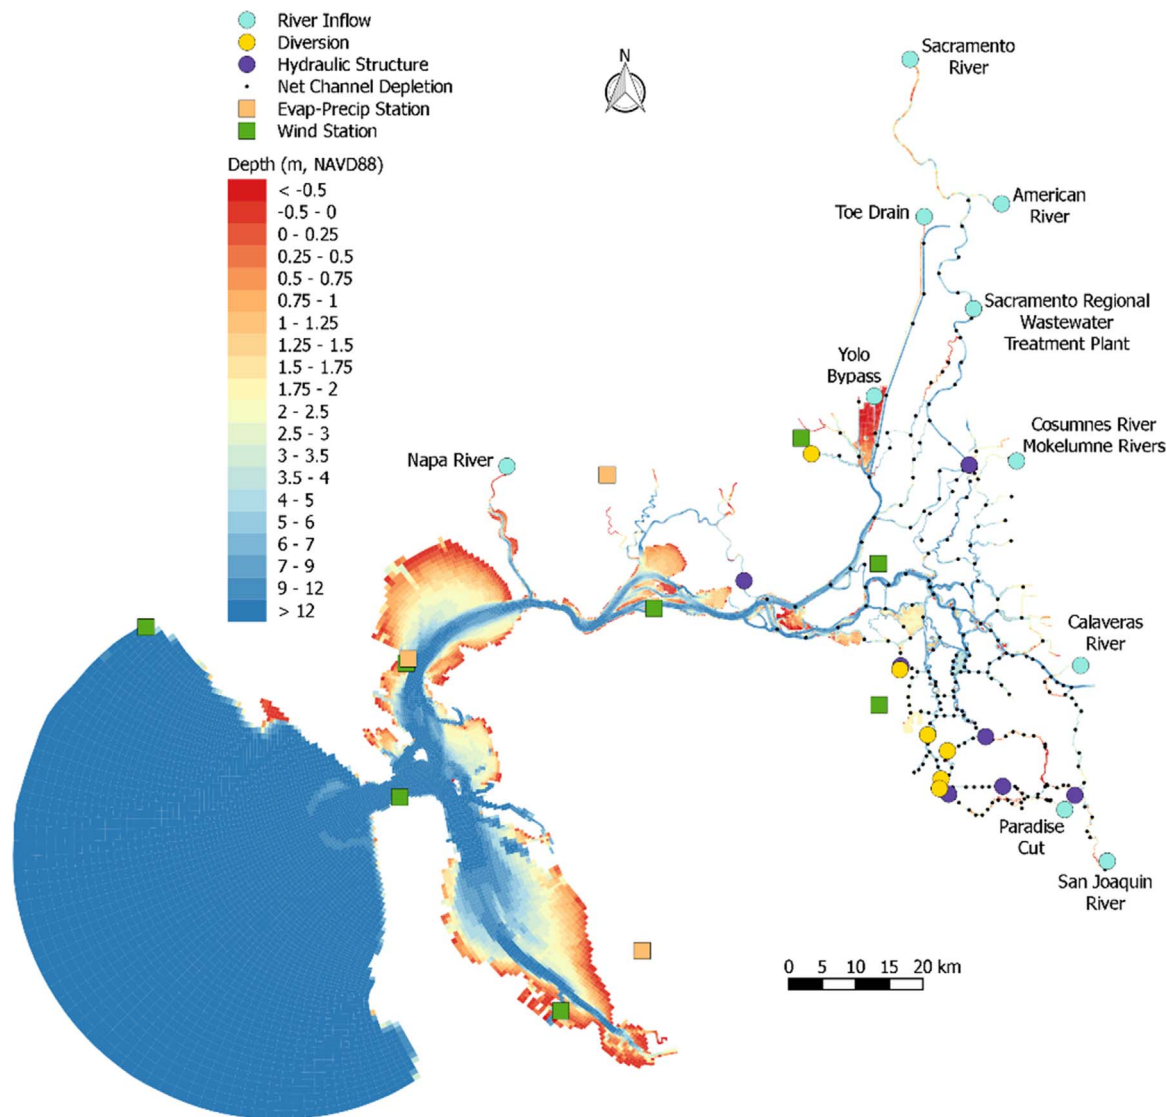 River Inflow
Diversion
Hydraulic Structure
Net Channel Depletion
Evap-Precip Station
Wind Station
Depth (m, NAVD88)
< -0.5
-0.5 - 0
0 - 0.25
0.25 - 0.5
0.5 - 0.75
0.75 - 1
1 - 1.25
1.25 - 1.5
1.5 - 1.75
1.75 - 2
2 - 2.5
2.5 - 3
3 - 3.5
3.5 - 4
4 - 5
5 - 6
6 - 7
7 - 9
9 - 12
> 12
N
Sacramento
River
American
River
Toe Drain
Sacramento Regional
Wastewater
Treatment Plant
Yolo
Bypass
Cosumnes River
Mokelumne Rivers
Napa River
Calaveras
River
Paradise
Cut
San Joaquin
River
0 5 10 15 20 km